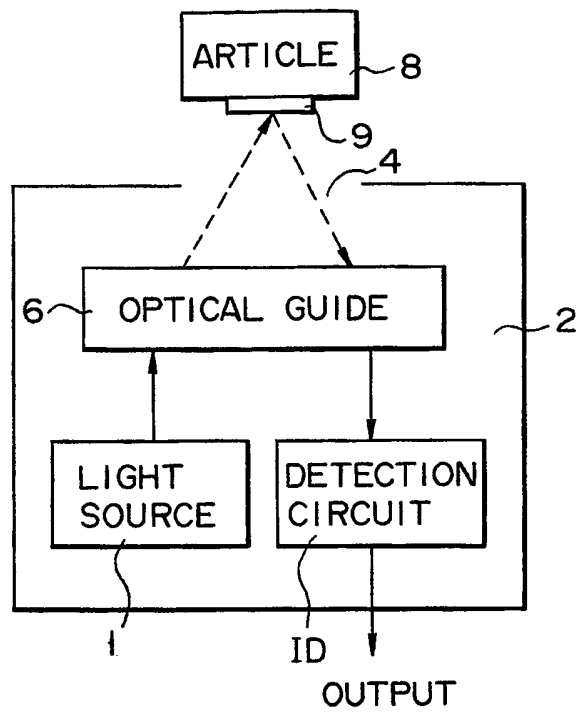 ARTICLE
8
9
4
6
OPTICAL GUIDE
2
LIGHT
SOURCE
DETECTION
CIRCUIT
1
ID
OUTPUT